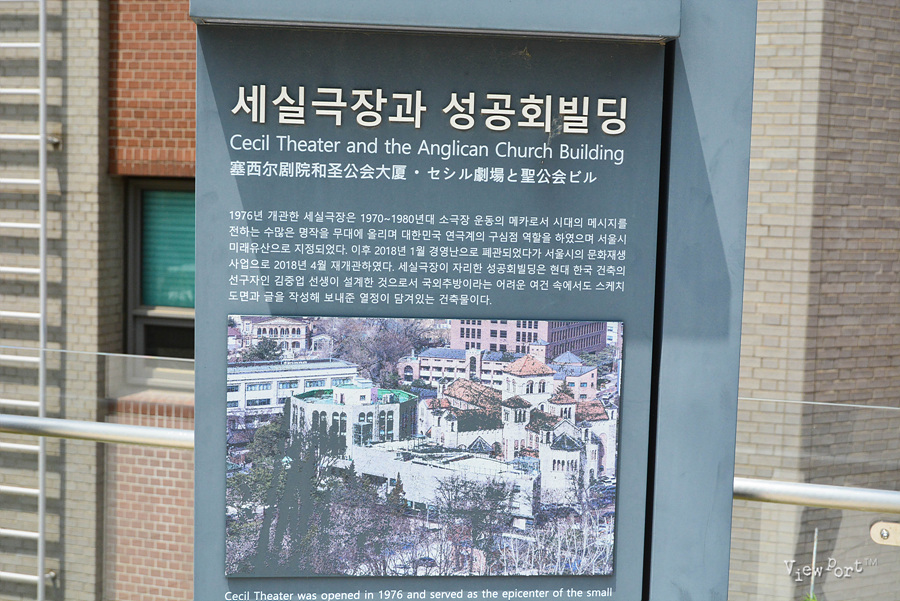 세실극장과 성공회빌딩
Cecil Theater and the Anglican Church Building
塞西尔剧院和圣公会大厦・セシル劇場と聖公会ビル
1976년 개관한 세실극장은 1970~1980년대 소극장 운동의 메카로서 시대의 메시지를
전하는 수많은 명작을 무대에 올리며 대한민국 연극계의 구심점 역할을 하였으며 서울시
미래유산으로 지정되었다. 이후 2018년 1월 경영난으로 폐관되었다가 서울시의 문화재생
사업으로 2018년 4월 재개관하였다. 세실극장이 자리한 성공회빌딩은 현대 한국 건축의
선구자인 김중업 선생이 설계한 것으로서 국외추방이라는 어려운 여건 속에서도 스케치
도면과 글을 작성해 보내준 열정이 담겨있는 건축물이다.
Cecil Theater was opened in 1976 and served as the epicenter of the small
ViewPort™